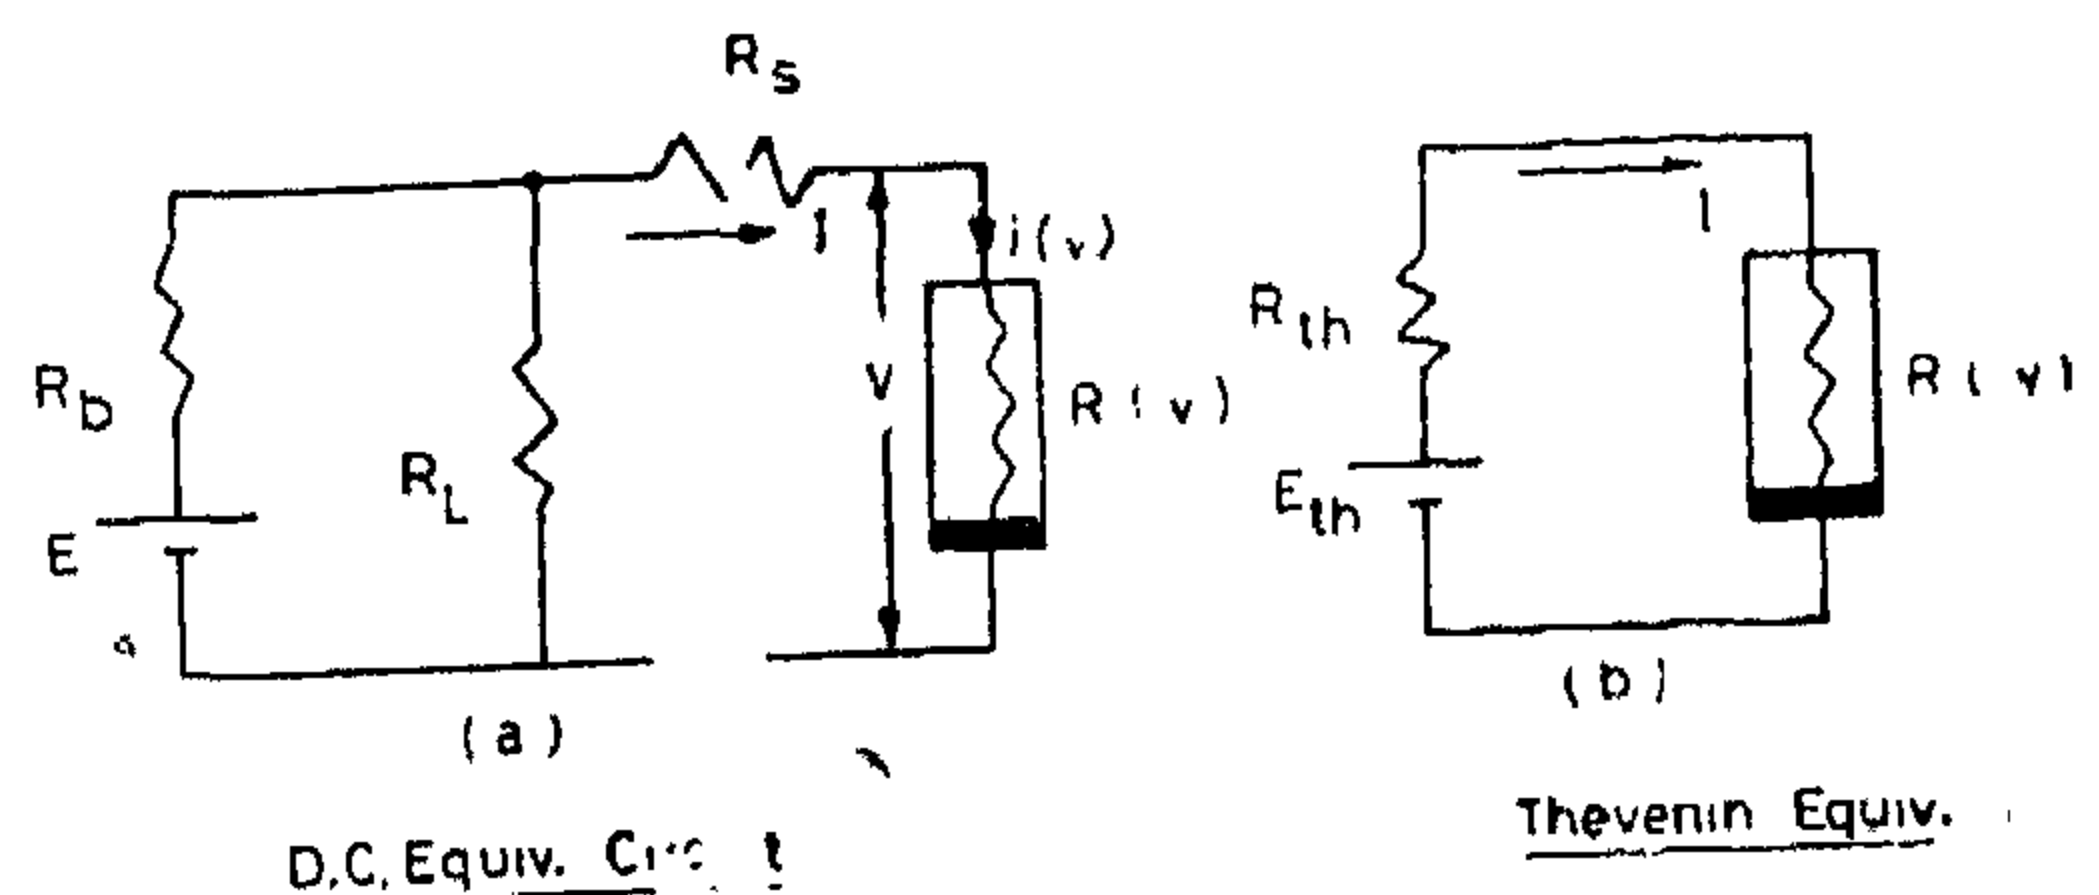 R_s
I
i(v)
R_b
R_L
V
R(v)
E
(a)
D.C. Equiv.
I
R_th
R(v)
E_th
(b)
Thevenin Equiv.